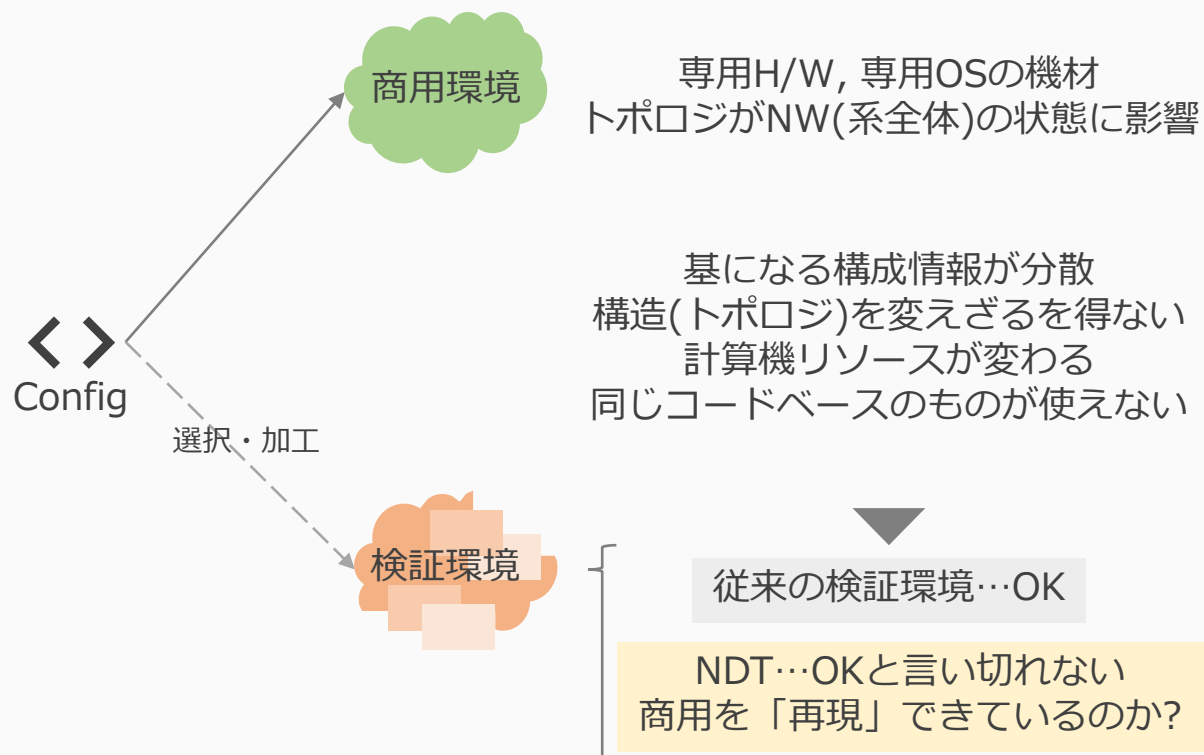 商用環境
専用H/W, 専用OSの機材
トポロジがNW(系全体)の状態に影響
基になる構成情報が分散
構造(トポロジ)を変えざるを得ない
計算機リソースが変わる
同じコードベースのものが使えない
Config
選択・加工
検証環境
従来の検証環境…OK
NDT…OKと言い切れない
商用を「再現」できているのか?